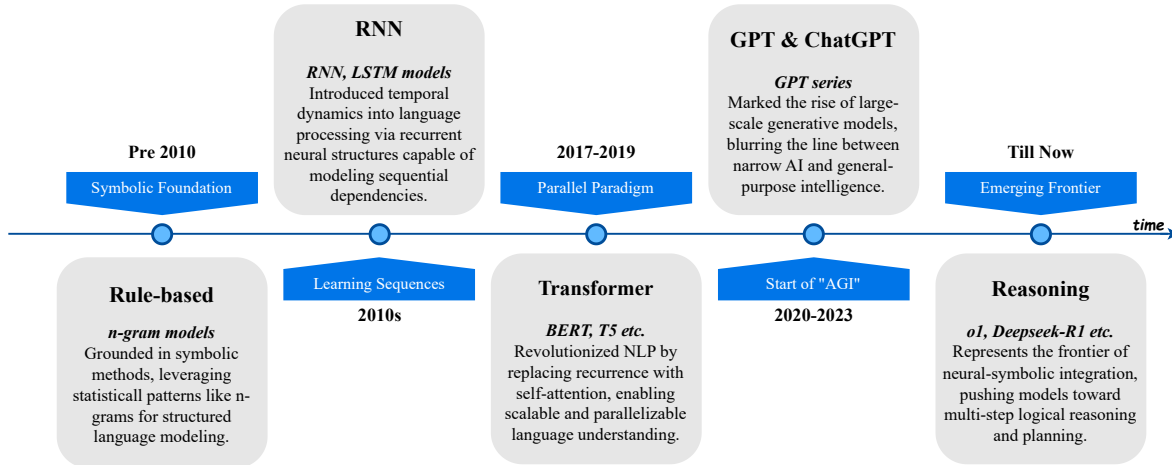 Pre 2010
Symbolic Foundation
Rule-based
n-gram models
Grounded in symbolic
methods, leveraging
statisticall patterns like n-
grams for structured
language modeling.
RNN
RNN, LSTM models
Introduced temporal
dynamics into language
processing via recurrent
neural structures capable of
modeling sequential
dependencies.
Learning Sequences
2010s
2017-2019
Parallel Paradigm
Transformer
BERT, T5 etc.
Revolutionized NLP by
replacing recurrence with
self-attention, enabling
scalable and parallelizable
language understanding.
GPT & ChatGPT
GPT series
Marked the rise of large-
scale generative models,
blurring the line between
narrow AI and general-
purpose intelligence.
Start of "AGI"
2020-2023
Till Now
Emerging Frontier
time
Reasoning
o1, Deepseek-R1 etc.
Represents the frontier of
neural-symbolic integration,
pushing models toward
multi-step logical reasoning
and planning.